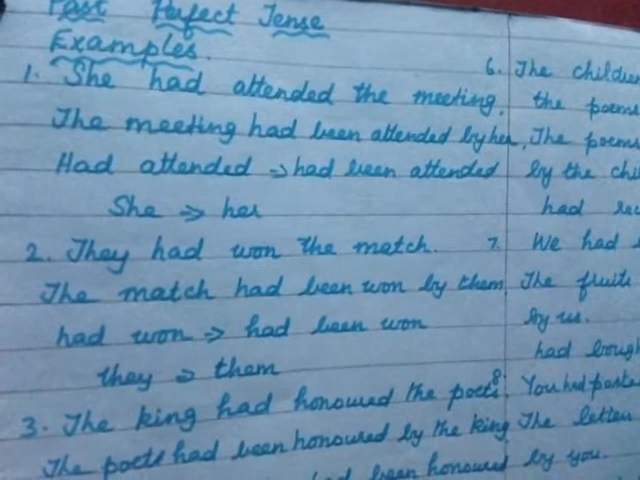 Past Perfect Tense
Examples.
1. She had attended the meeting.
The meeting had been attended by her.
Had attended => had been attended
She => her
2. They had won the match.
The match had been won by them
had won => had been won
they => them
3. The king had honoured the poets.
The poets had been honoured by the king
been honoured
6. The children
the poems
The poems
by the
had
7. We had
The fruits
by us.
had
8. You had
The letter
by you.